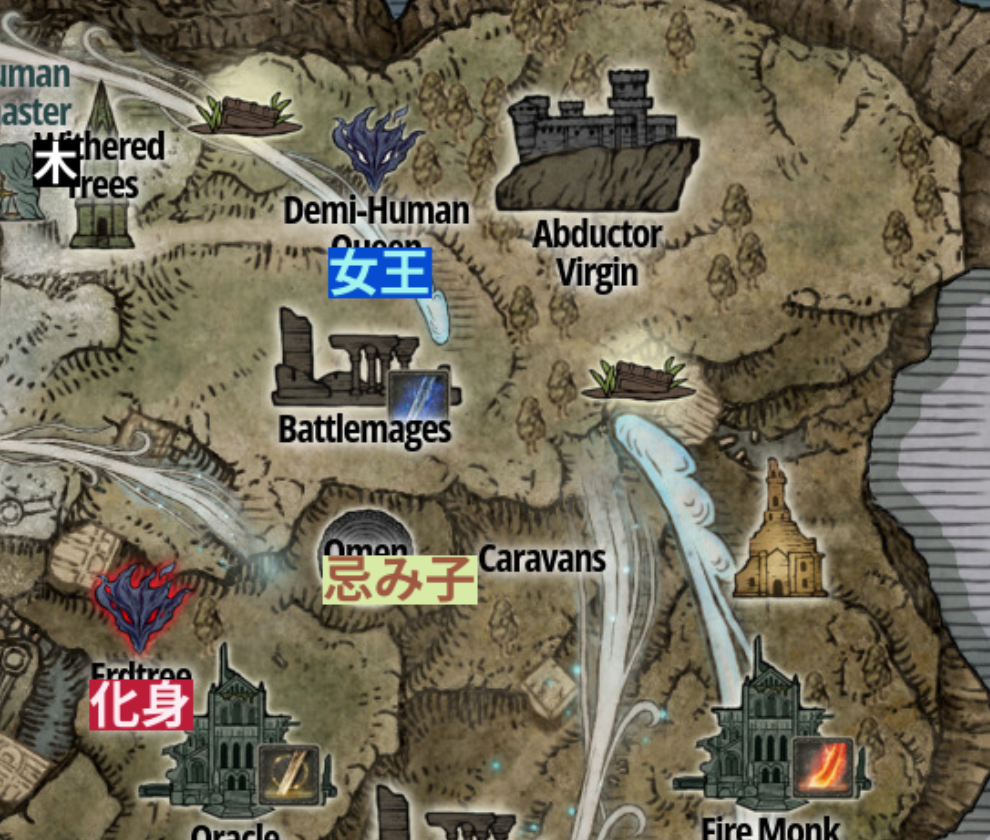 uman
aster
Withered
木
Trees
Demi-Human
Queen
女王
Abductor
Virgin
Battlemages
Omen
忌み子
Caravans
Erdtree
化身
Oracle
Fire Monk